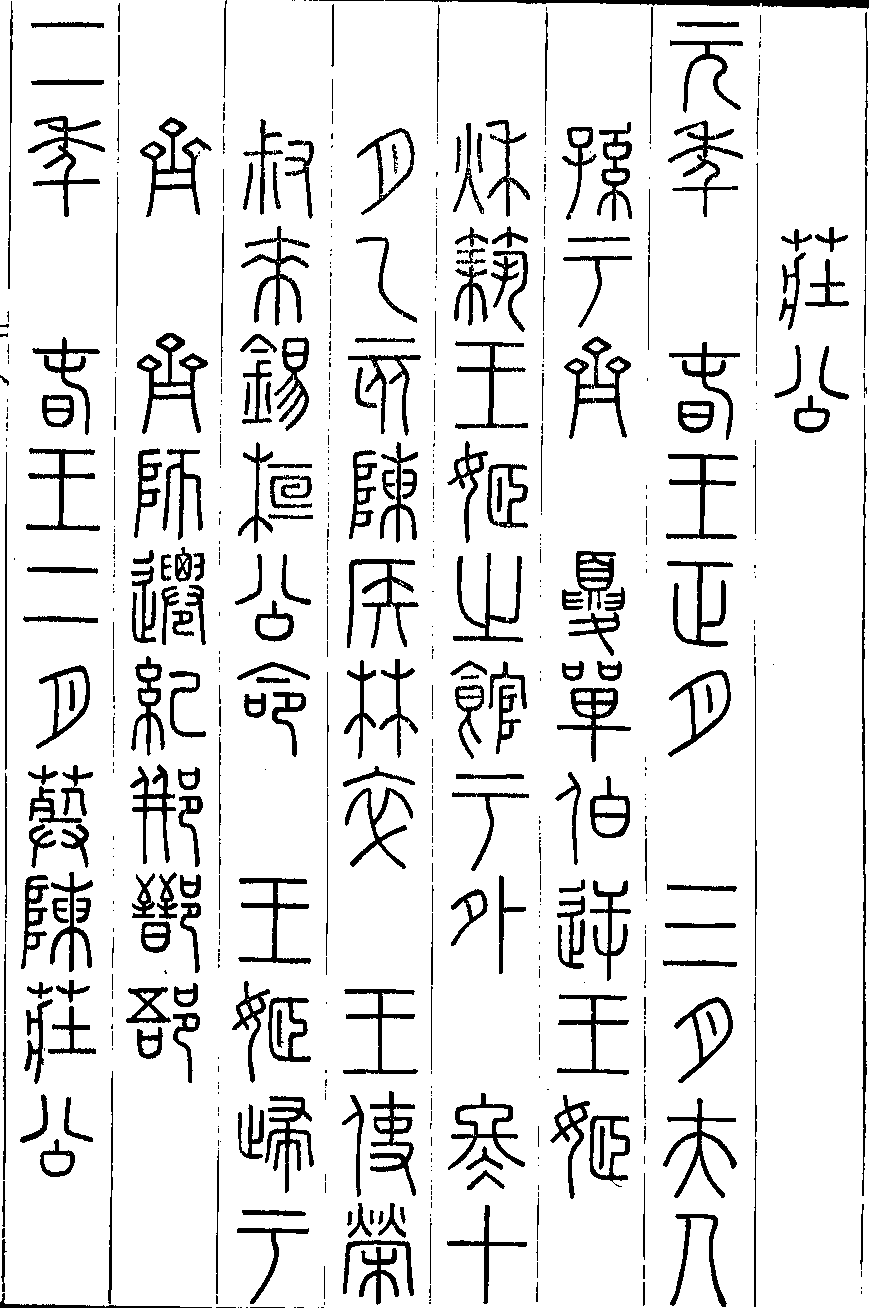 莊公
元年 春王正月 三月夫人
孫于齊 夏單伯逆王姬
秋築王姬之館于外 冬十
月乙亥陳侯林卒 王使榮
叔來錫桓公命 王姬歸于
齊 齊師遷紀郱鄑郚
二年 春王二月葬陳莊公